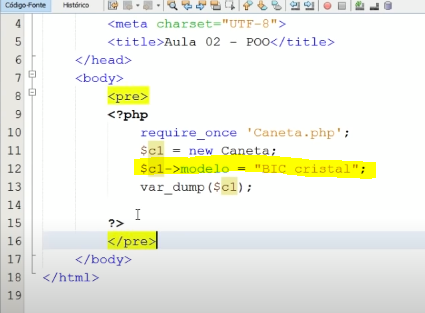 Código-Fonte Histórico
4 <meta charset="UTF-8">
5 <title>Aula 02 - POO</title>
6 </head>
7 <body>
8 <pre>
9 <?php
10 require_once 'Caneta.php';
11 $c1 = new Caneta;
12 $c1->modelo = "BIC cristal";
13 var_dump($c1);
14
15 ?>
16 </pre>
17 </body>
18 </html>
19